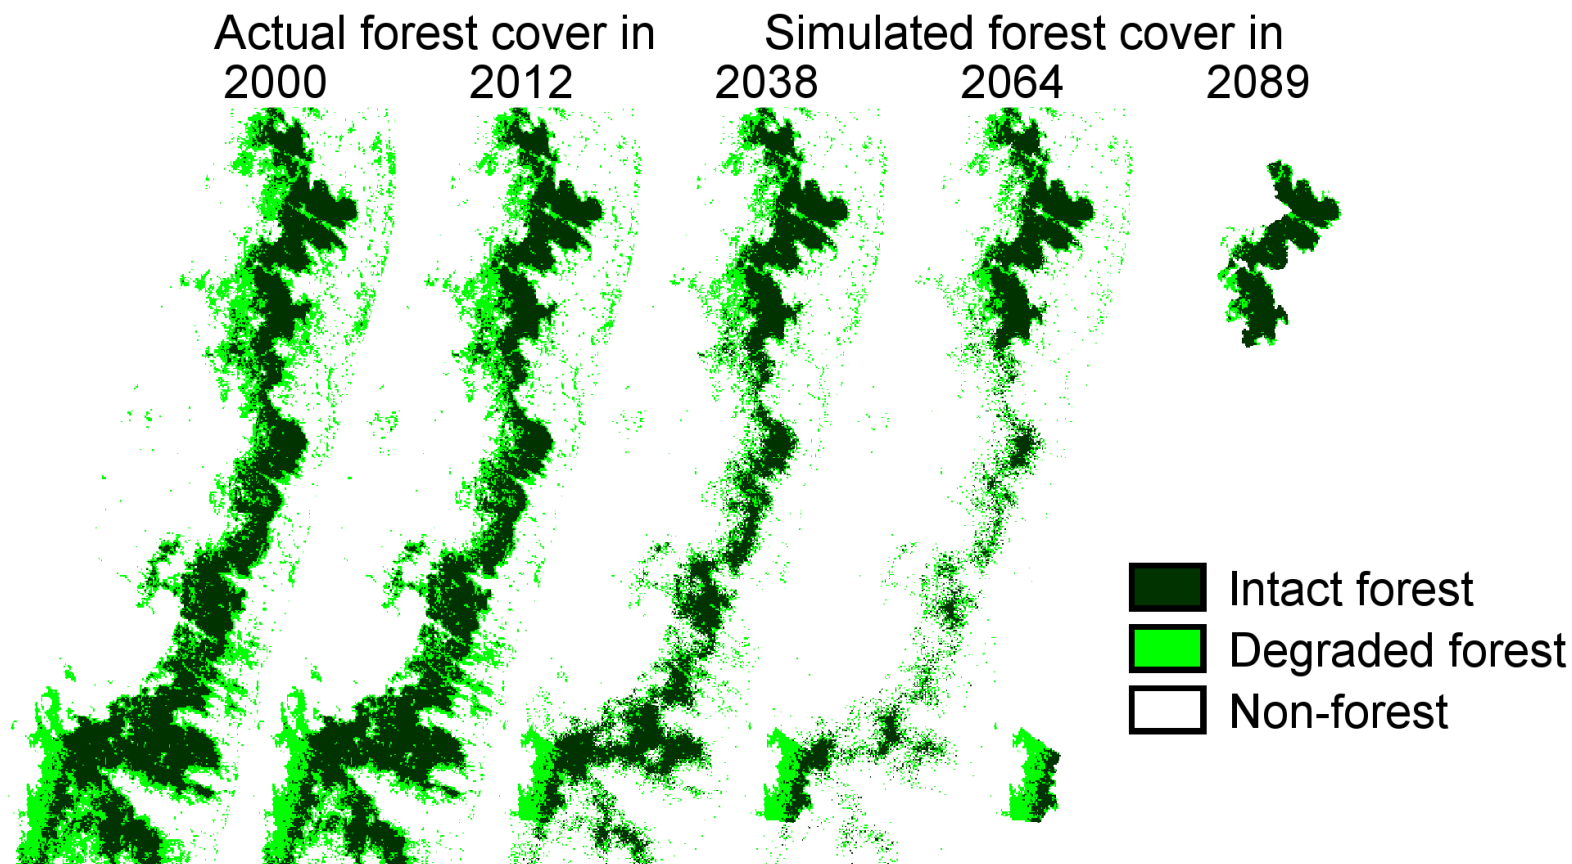 Actual forest cover in
Simulated forest cover in
2000
2012
2038
2064
2089
Intact forest
Degraded forest
Non-forest